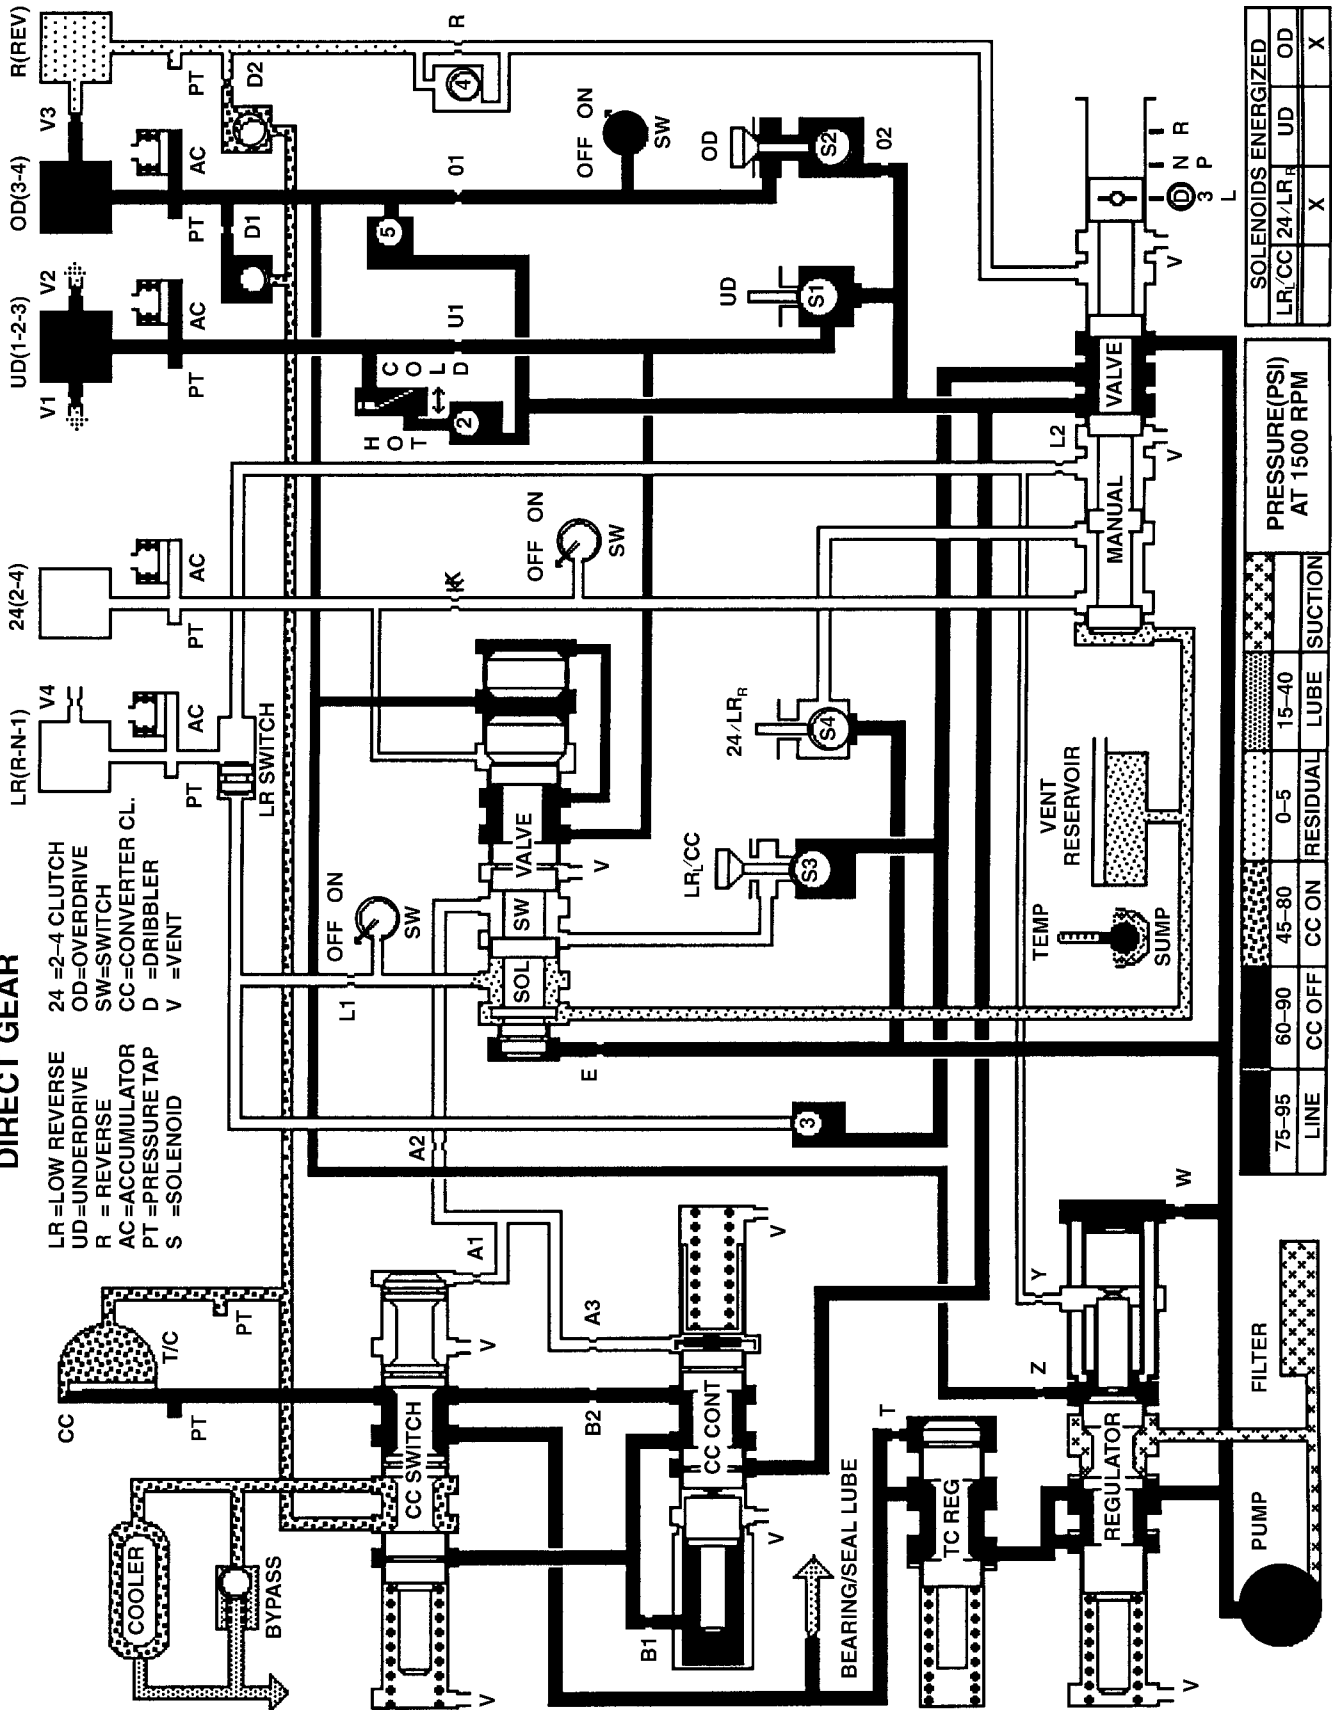 DIRECT GEAR
LR =LOW REVERSE
UD=UNDERDRIVE
R = REVERSE
AC=ACCUMULATOR
PT =PRESSURE TAP
S =SOLENOID
24 =2-4 CLUTCH
OD=OVERDRIVE
SW=SWITCH
CC=CONVERTER CL.
D =DRIBBLER
V =VENT
LR(R-N-1)
24(2-4)
UD(1-2-3)
OD(3-4)
R(REV)
V4
V1
V2
V3
PT
AC
PT
AC
PT
AC
PT
AC
PT
D1
D2
LR SWITCH
R
4
01
5
U1
COLD
HOT
2
K
OFF ON
SW
OFF ON
SW
OFF ON
SW
L1
A2
OD
S2
02
UD
S1
24/LRR
S4
LRL/CC
S3
3
SOL SW VALVE
V
E
L2
MANUAL VALVE
V
V
D N R
3 P
L
VENT
RESERVOIR
TEMP
SUMP
CC
T/C
PT
PT
COOLER
BYPASS
CC SWITCH
V
V
A1
A3
B2
B1
CC CONT
V
V
BEARING/SEAL LUBE
T
TC REG
Z
Y
W
REGULATOR
V
PUMP
FILTER
75-95 60-90 45-80 0-5 15-40
LINE CC OFF CC ON RESIDUAL LUBE SUCTION
PRESSURE(PSI)
AT 1500 RPM
SOLENOIDS ENERGIZED
LRL/CC 24/LRR UD OD
X X